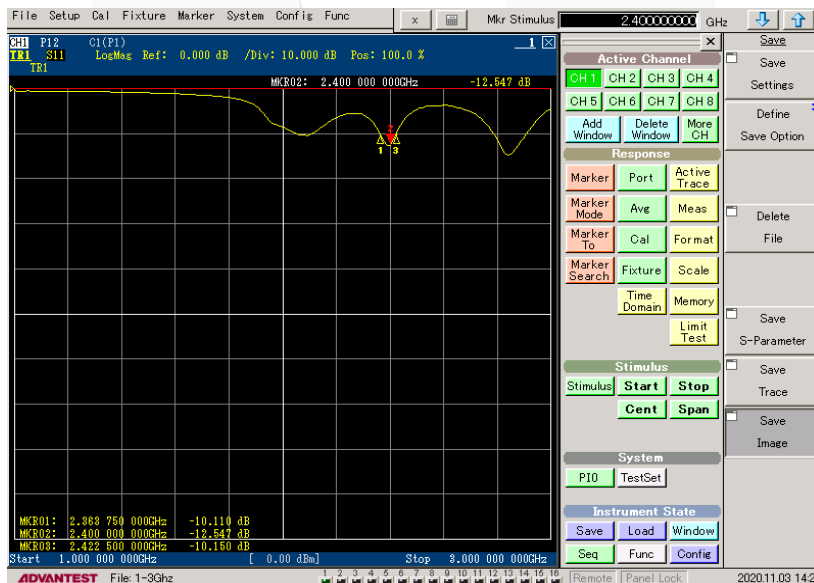 File Setup Cal Fixture Marker System Config Func
x
Mkr Stimulus 2.40000000 GHz
CH1 P12 C1(P1) 1
TR1 S11 LogMag Ref: 0.000 dB /Div: 10.000 dB Pos: 100.0 %
TR1
MKR02: 2.400 000 000GHz -12.547 dB
2
1 3
MKR01: 2.363 750 000GHz -10.110 dB
MKR02: 2.400 000 000GHz -12.547 dB
MKR03: 2.422 500 000GHz -10.150 dB
Start 1.000 000 000GHz [ 0.00 dBm] Stop 3.000 000 000GHz
Active Channel
CH 1 CH 2 CH 3 CH 4
CH 5 CH 6 CH 7 CH 8
Add Window Delete Window More CH
Response
Marker Port Active Trace
Marker Mode Avg Meas
Marker To Cal Format
Marker Search Fixture Scale
Time Domain Memory
Limit Test
Stimulus
Stimulus Start Stop
Cent Span
System
PIO TestSet
Instrument State
Save Load Window
Seq Func Config
Save
Save Settings
Define Save Option
Delete File
Save S-Parameter
Save Trace
Save Image
ADVANTEST File: 1-3Ghz
1 2 3 4 5 6 7 8 9 10 11 12 13 14 15 16
Remote Panel Lock
2020.11.03 14:2